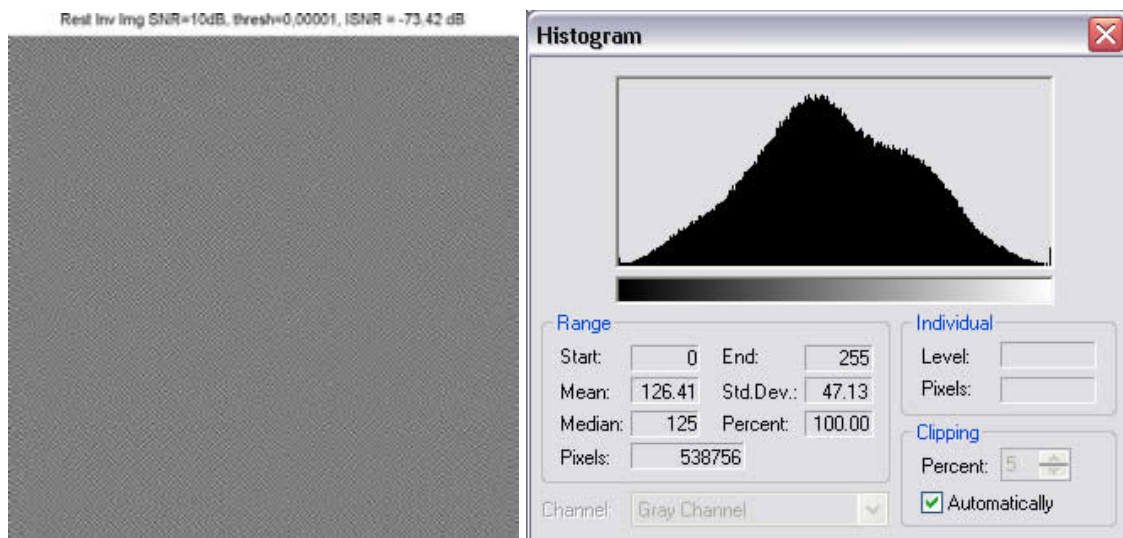 Rest Inv Img SNR=10dB, thresh=0,00001, ISNR = -73.42 dB
Histogram
Range
Start: 0 End: 255
Mean: 126.41 Std.Dev.: 47.13
Median: 125 Percent: 100.00
Pixels: 538756
Individual
Level:
Pixels:
Clipping
Percent: 5
Automatically
Channel: Gray Channel